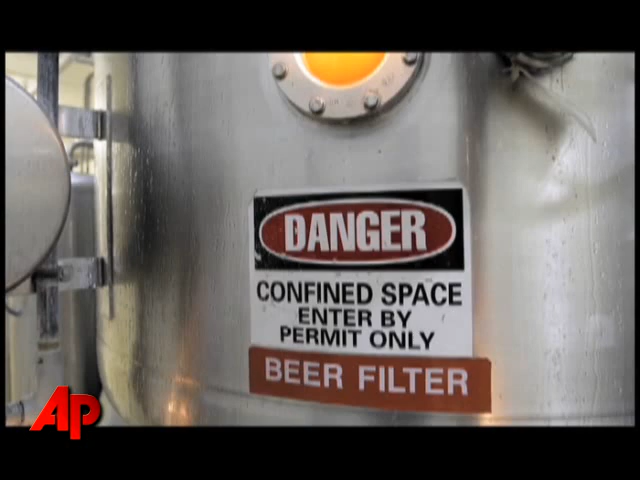 DANGER
CONFINED SPACE
ENTER BY
PERMIT ONLY
BEER FILTER
AP